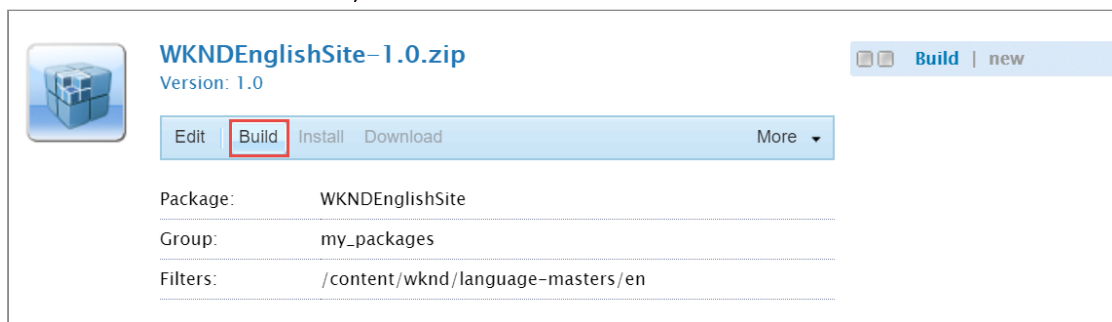 WKNDEnglishSite-1.0.zip
Build | new
Version: 1.0
Edit Build Install Download More
Package: WKNDEnglishSite
Group: my_packages
Filters: /content/wknd/language-masters/en